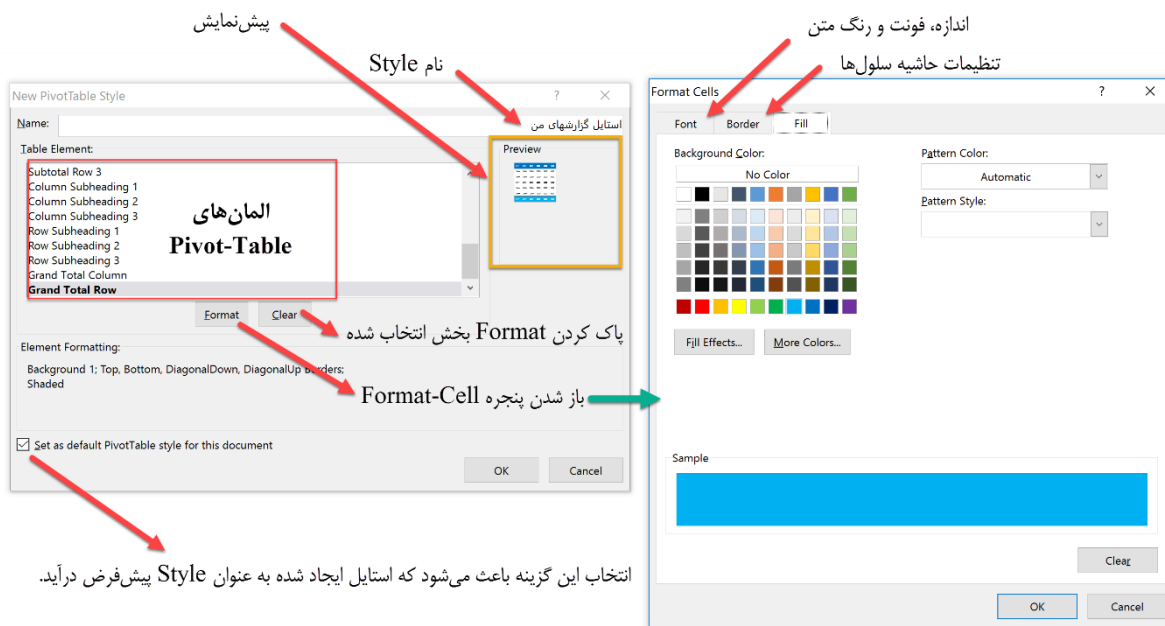 پیش‌نمایش
اندازه، فونت و رنگ متن
نام Style
تنظیمات حاشیه سلول‌ها
New PivotTable Style
?
Name:
استایل گزارشهای من
Table Element:
Subtotal Row 3
Column Subheading 1
Column Subheading 2
Column Subheading 3
Row Subheading 1
Row Subheading 2
Row Subheading 3
Grand Total Column
Grand Total Row
المان‌های
Pivot-Table
Preview
Format
Clear
پاک کردن Format بخش انتخاب شده
Element Formatting:
Background 1; Top, Bottom, DiagonalDown, DiagonalUp Borders;
Shaded
باز شدن پنجره Format-Cell
Set as default PivotTable style for this document
OK
Cancel
انتخاب این گزینه باعث می‌شود که استایل ایجاد شده به عنوان Style پیش‌فرض درآید.
Format Cells
?
Font
Border
Fill
Background Color:
No Color
Fill Effects...
More Colors...
Pattern Color:
Automatic
Pattern Style:
Sample
Clear
OK
Cancel